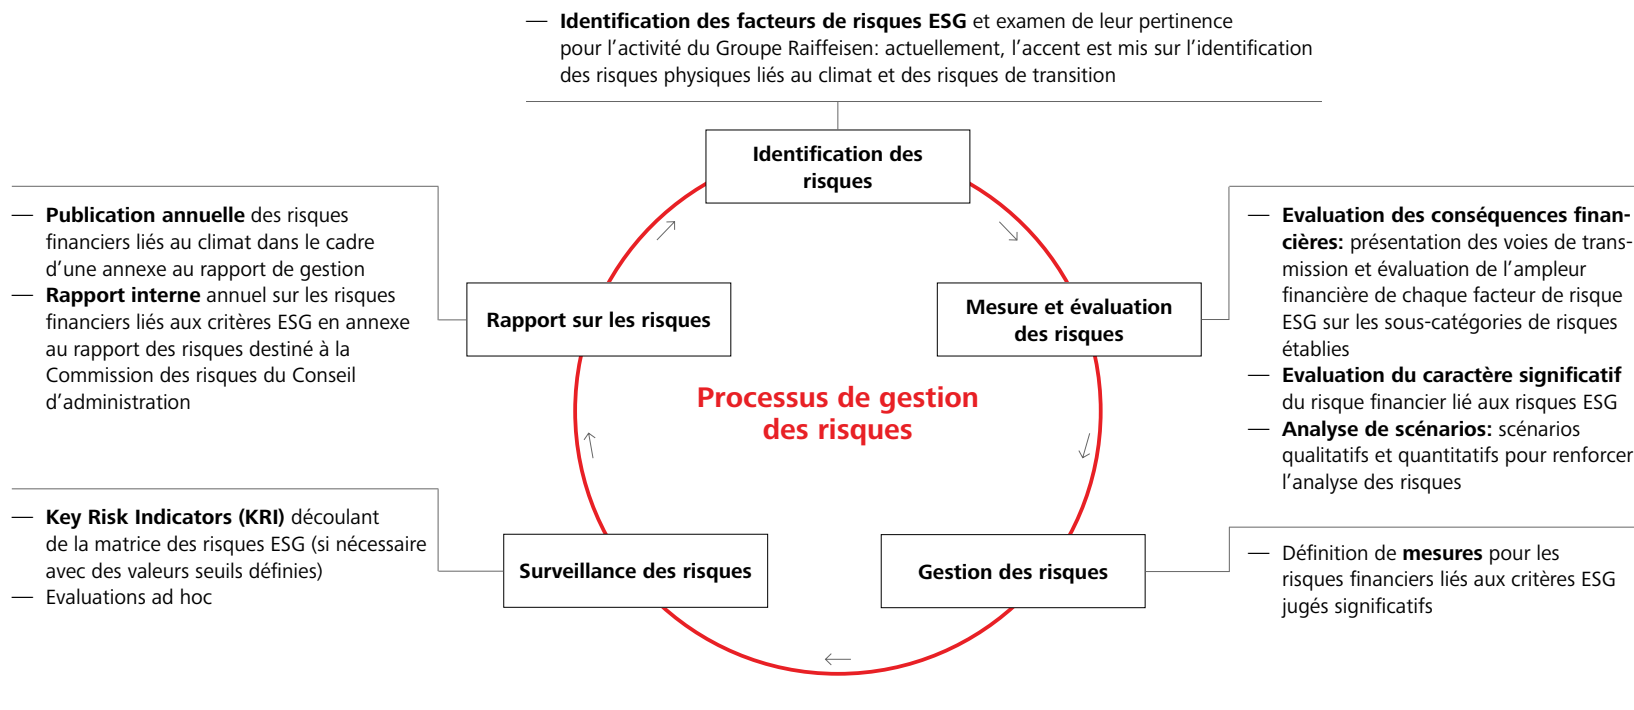 — Identification des facteurs de risques ESG et examen de leur pertinence
pour l’activité du Groupe Raiffeisen: actuellement, l’accent est mis sur l’identification
des risques physiques liés au climat et des risques de transition
Identification des
risques
— Evaluation des conséquences finan-
cières: présentation des voies de trans-
mission et évaluation de l’ampleur
financière de chaque facteur de risque
ESG sur les sous-catégories de risques
établies
— Evaluation du caractère significatif
du risque financier lié aux risques ESG
— Analyse de scénarios: scénarios
qualitatifs et quantitatifs pour renforcer
l’analyse des risques
Mesure et évaluation
des risques
— Définition de mesures pour les
risques financiers liés aux critères ESG
jugés significatifs
Gestion des risques
— Key Risk Indicators (KRI) découlant
de la matrice des risques ESG (si nécessaire
avec des valeurs seuils définies)
— Evaluations ad hoc
Surveillance des risques
— Publication annuelle des risques
financiers liés au climat dans le cadre
d’une annexe au rapport de gestion
— Rapport interne annuel sur les risques
financiers liés aux critères ESG en annexe
au rapport des risques destiné à la
Commission des risques du Conseil
d’administration
Rapport sur les risques
Processus de gestion
des risques